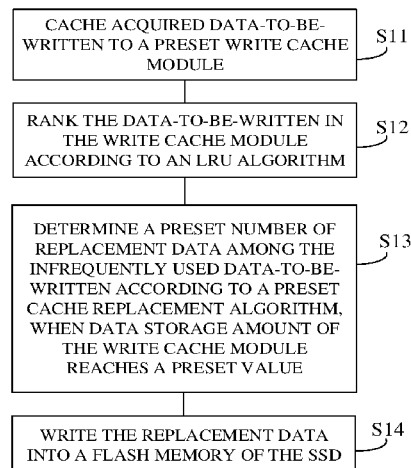 CACHE ACQUIRED DATA-TO-BE-
WRITTEN TO A PRESET WRITE CACHE
MODULE
S11
RANK THE DATA-TO-BE-WRITTEN IN
THE WRITE CACHE MODULE
ACCORDING TO AN LRU ALGORITHM
S12
DETERMINE A PRESET NUMBER OF
REPLACEMENT DATA AMONG THE
INFREQUENTLY USED DATA-TO-BE-
WRITTEN ACCORDING TO A PRESET
CACHE REPLACEMENT ALGORITHM,
WHEN DATA STORAGE AMOUNT OF
THE WRITE CACHE MODULE
REACHES A PRESET VALUE
S13
WRITE THE REPLACEMENT DATA
INTO A FLASH MEMORY OF THE SSD
S14